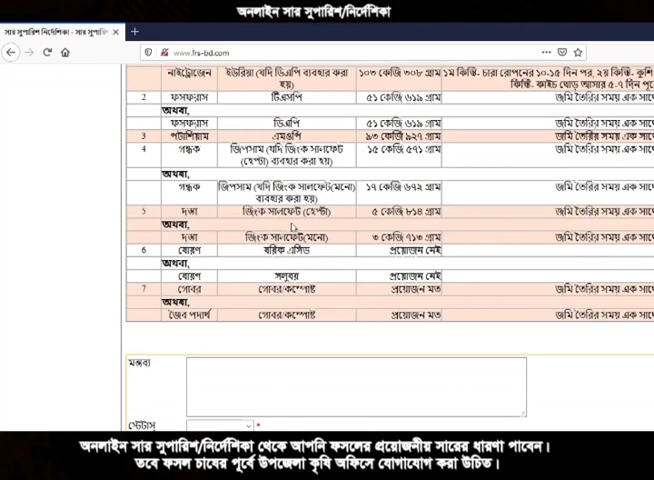 অনলাইন সার সুপারিশ/নির্দেশিকা
সার সুপারিশ নির্দেশিকা - সার সুপারি
www.frs-bd.com
নাইট্রোজেন ইউরিয়া (যদি ডিএপি ব্যবহার করা হয়) ১০৩ কেজি ৩০৮ গ্রাম ১ম কিস্তি- চারা রোপনের ১০-১৫ দিন পর, ২য় কিস্তি- কুশি
কিস্তি- কাইচ থোড় আসার ৫-৭ দিন পূ
2 ফসফরাস টিএসপি ৫১ কেজি ৬১৯ গ্রাম জমি তৈরির সময় এক সাথে
অথবা,
ফসফরাস ডিএপি ৫১ কেজি ৬১৯ গ্রাম জমি তৈরির সময় এক সাথে
3 পটাশিয়াম এমওপি ৯৩ কেজি ৯২৭ গ্রাম জমি তৈরির সময় এক সাথে
4 গন্ধক জিপসাম (যদি জিংক সালফেট (হেপ্টা) ব্যবহার করা হয়) ১৫ কেজি ৫৭১ গ্রাম জমি তৈরির সময় এক সাথে
অথবা,
গন্ধক জিপসাম (যদি জিংক সালফেট(মনো) ব্যবহার করা হয়) ১৭ কেজি ৬৭২ গ্রাম জমি তৈরির সময় এক সাথে
5 দস্তা জিংক সালফেট (হেপ্টা) ৫ কেজি ৮১৪ গ্রাম জমি তৈরির সময় এক সাথে
অথবা,
দস্তা জিংক সালফেট(মনো) ৩ কেজি ৭১৩ গ্রাম জমি তৈরির সময় এক সাথে
6 বোরণ বরিক এসিড প্রয়োজন নেই
অথবা,
বোরণ সলুবর প্রয়োজন নেই
7 গোবর গোবর/কম্পোষ্ট প্রয়োজন মত জমি তৈরির সময় এক সাথে
অথবা,
জৈব পদার্থ গোবর/কম্পোষ্ট প্রয়োজন মত জমি তৈরির সময় এক সাথে
মন্তব্য
স্টেটাস *
অনলাইন সার সুপারিশ/নির্দেশিকা থেকে আপনি ফসলের প্রয়োজনীয় সারের ধারণা পাবেন।
তবে ফসল চাষের পূর্বে উপজেলা কৃষি অফিসে যোগাযোগ করা উচিত।